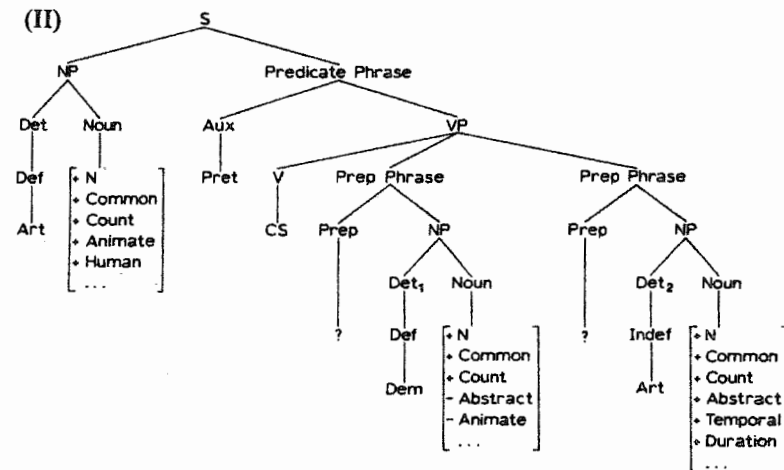 (II)
S
NP Predicate Phrase
Det Noun Aux VP
Def + N Pret V Prep Phrase Prep Phrase
+ Common
Art + Count CS Prep NP Prep NP
+ Animate
+ Human
... Det₁ Noun Det₂ Noun
? Def + N ? Indef + N
+ Common + Common
Dem + Count Art + Count
- Abstract + Abstract
- Animate + Temporal
... + Duration
...